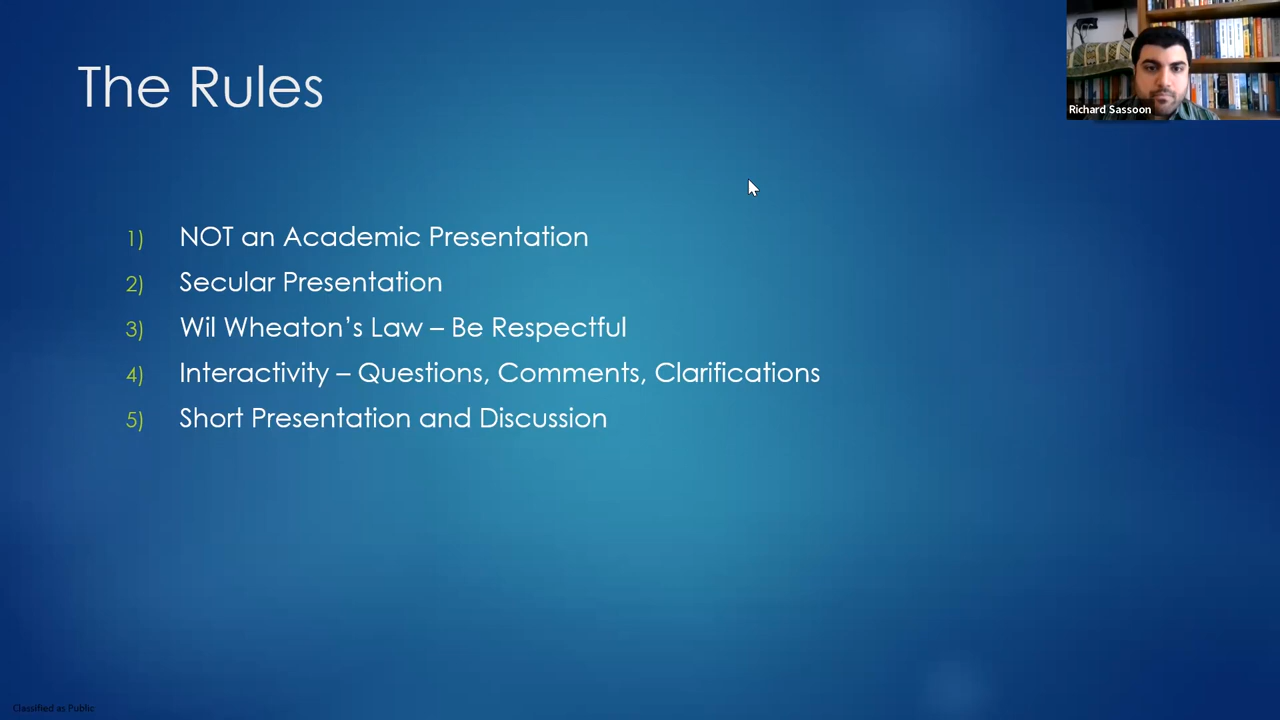 The Rules
Richard Sassoon
1) NOT an Academic Presentation
2) Secular Presentation
3) Wil Wheaton’s Law – Be Respectful
4) Interactivity – Questions, Comments, Clarifications
5) Short Presentation and Discussion
Classified as Public